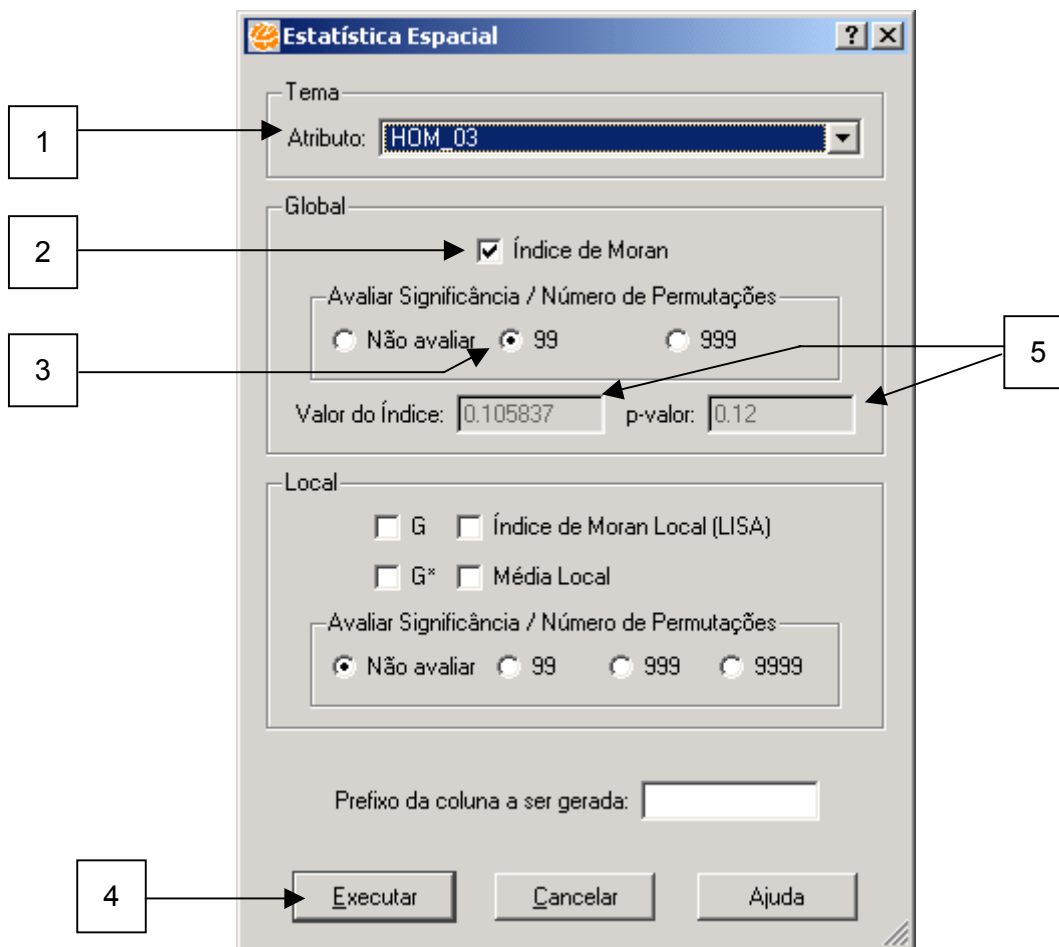 Estatística Espacial
Tema
1
Atributo: HOM_03
Global
2
Índice de Moran
Avaliar Significância / Número de Permutações
3
Não avaliar 99 999
5
Valor do Índice: 0.105837 p-valor: 0.12
Local
G Índice de Moran Local (LISA)
G* Média Local
Avaliar Significância / Número de Permutações
Não avaliar 99 999 9999
Prefixo da coluna a ser gerada:
4
Executar Cancelar Ajuda